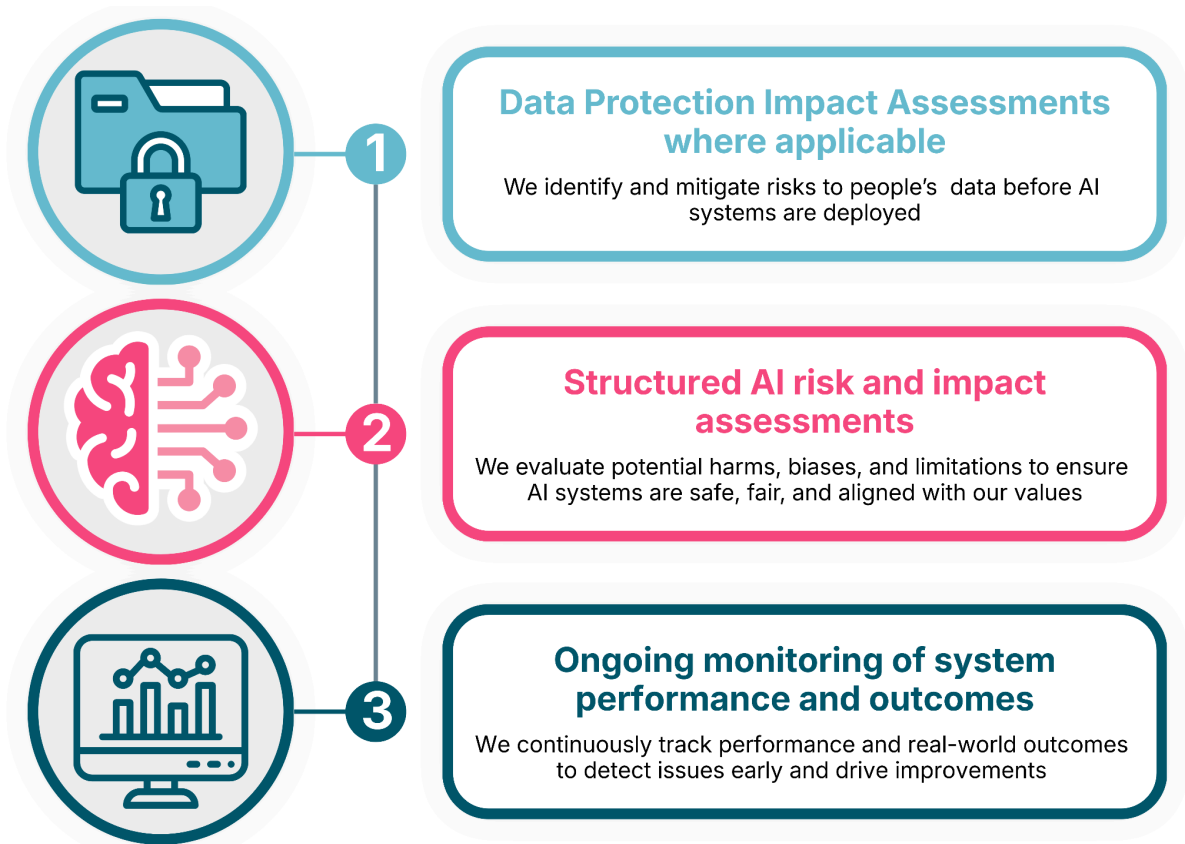 1
Data Protection Impact Assessments
where applicable
We identify and mitigate risks to people’s  data before AI
systems are deployed
2
Structured AI risk and impact
assessments
We evaluate potential harms, biases, and limitations to ensure
AI systems are safe, fair, and aligned with our values
3
Ongoing monitoring of system
performance and outcomes
We continuously track performance and real-world outcomes
to detect issues early and drive improvements